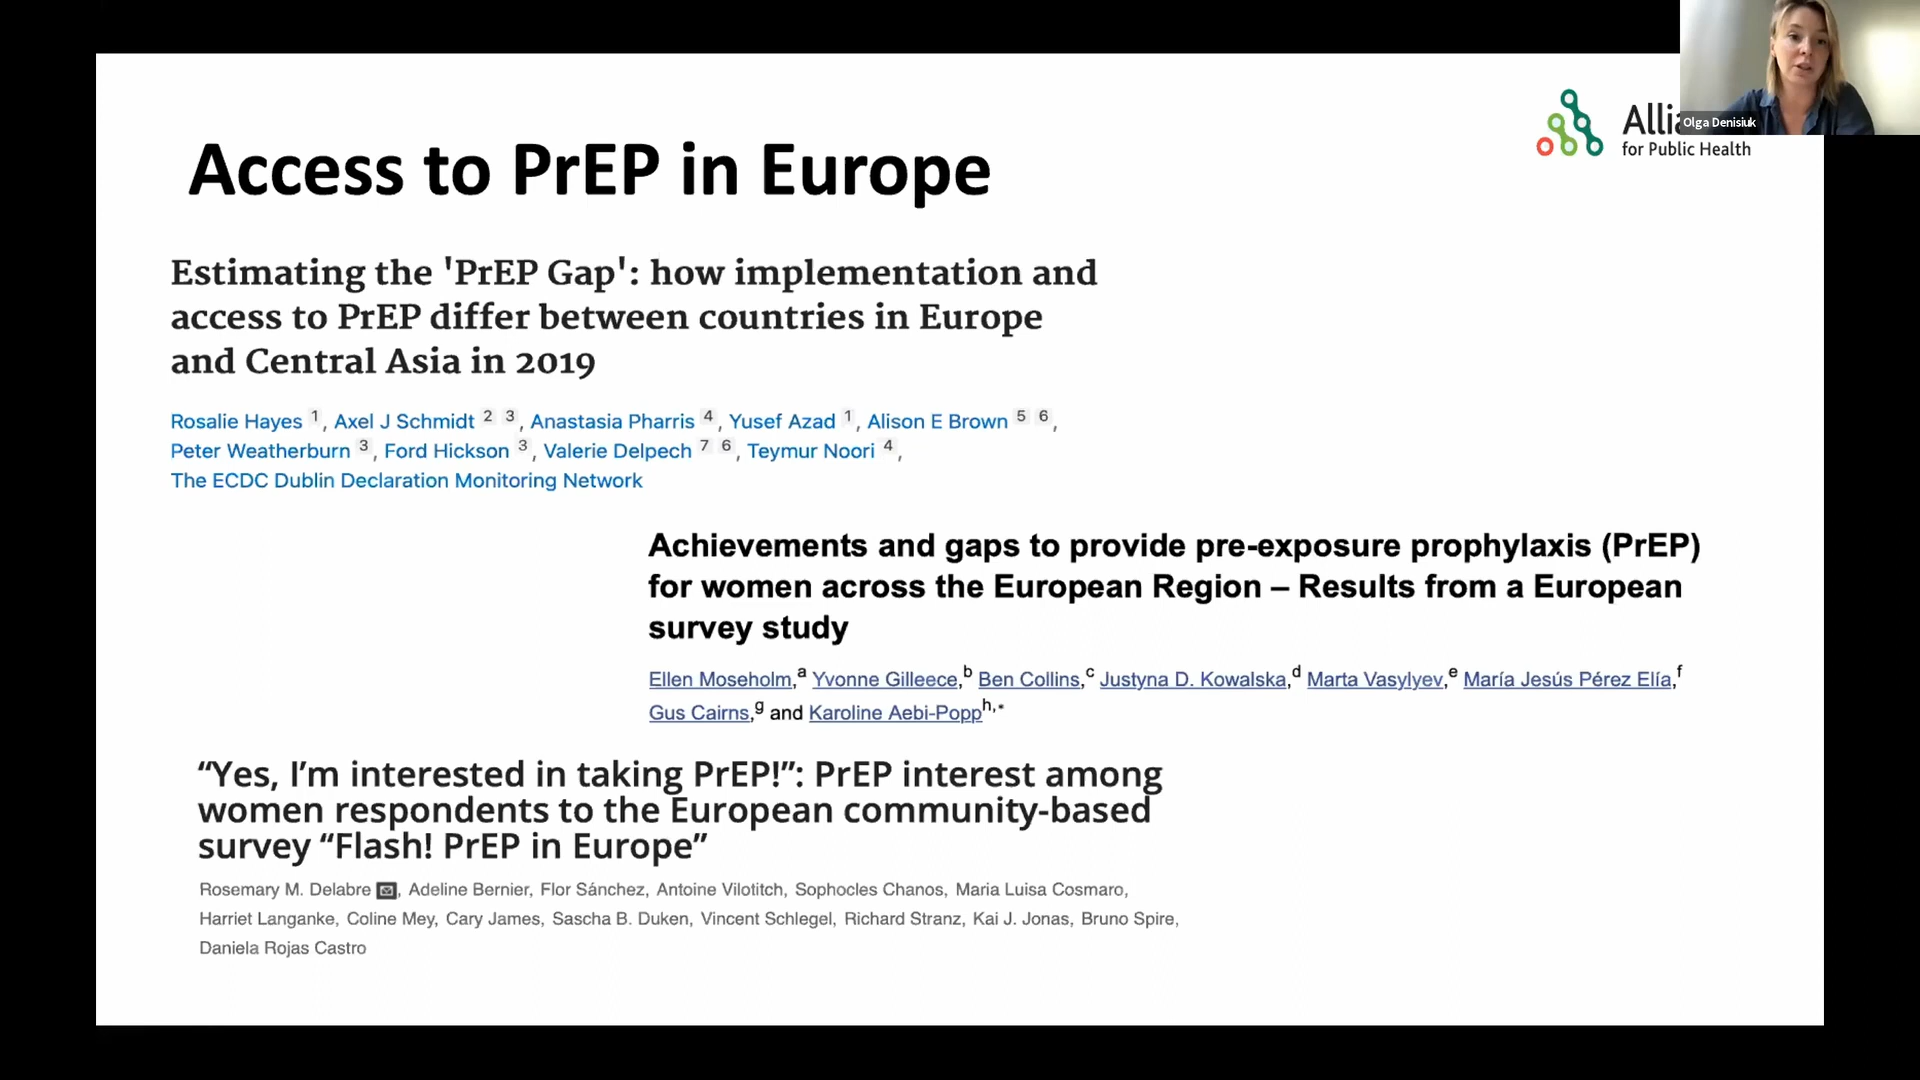 Access to PrEP in Europe
Alli
for Public Health
Olga Denisiuk
Estimating the 'PrEP Gap': how implementation and
access to PrEP differ between countries in Europe
and Central Asia in 2019
Rosalie Hayes 1, Axel J Schmidt 2 3, Anastasia Pharris 4, Yusef Azad 1, Alison E Brown 5 6,
Peter Weatherburn 3, Ford Hickson 3, Valerie Delpech 7 6, Teymur Noori 4,
The ECDC Dublin Declaration Monitoring Network
Achievements and gaps to provide pre-exposure prophylaxis (PrEP)
for women across the European Region – Results from a European
survey study
Ellen Moseholm,a Yvonne Gilleece,b Ben Collins,c Justyna D. Kowalska,d Marta Vasylyev,e María Jesús Pérez Elía,f
Gus Cairns,g and Karoline Aebi-Popph,*
“Yes, I’m interested in taking PrEP!”: PrEP interest among
women respondents to the European community-based
survey “Flash! PrEP in Europe”
Rosemary M. Delabre, Adeline Bernier, Flor Sánchez, Antoine Vilotitch, Sophocles Chanos, Maria Luisa Cosmaro,
Harriet Langanke, Coline Mey, Cary James, Sascha B. Duken, Vincent Schlegel, Richard Stranz, Kai J. Jonas, Bruno Spire,
Daniela Rojas Castro